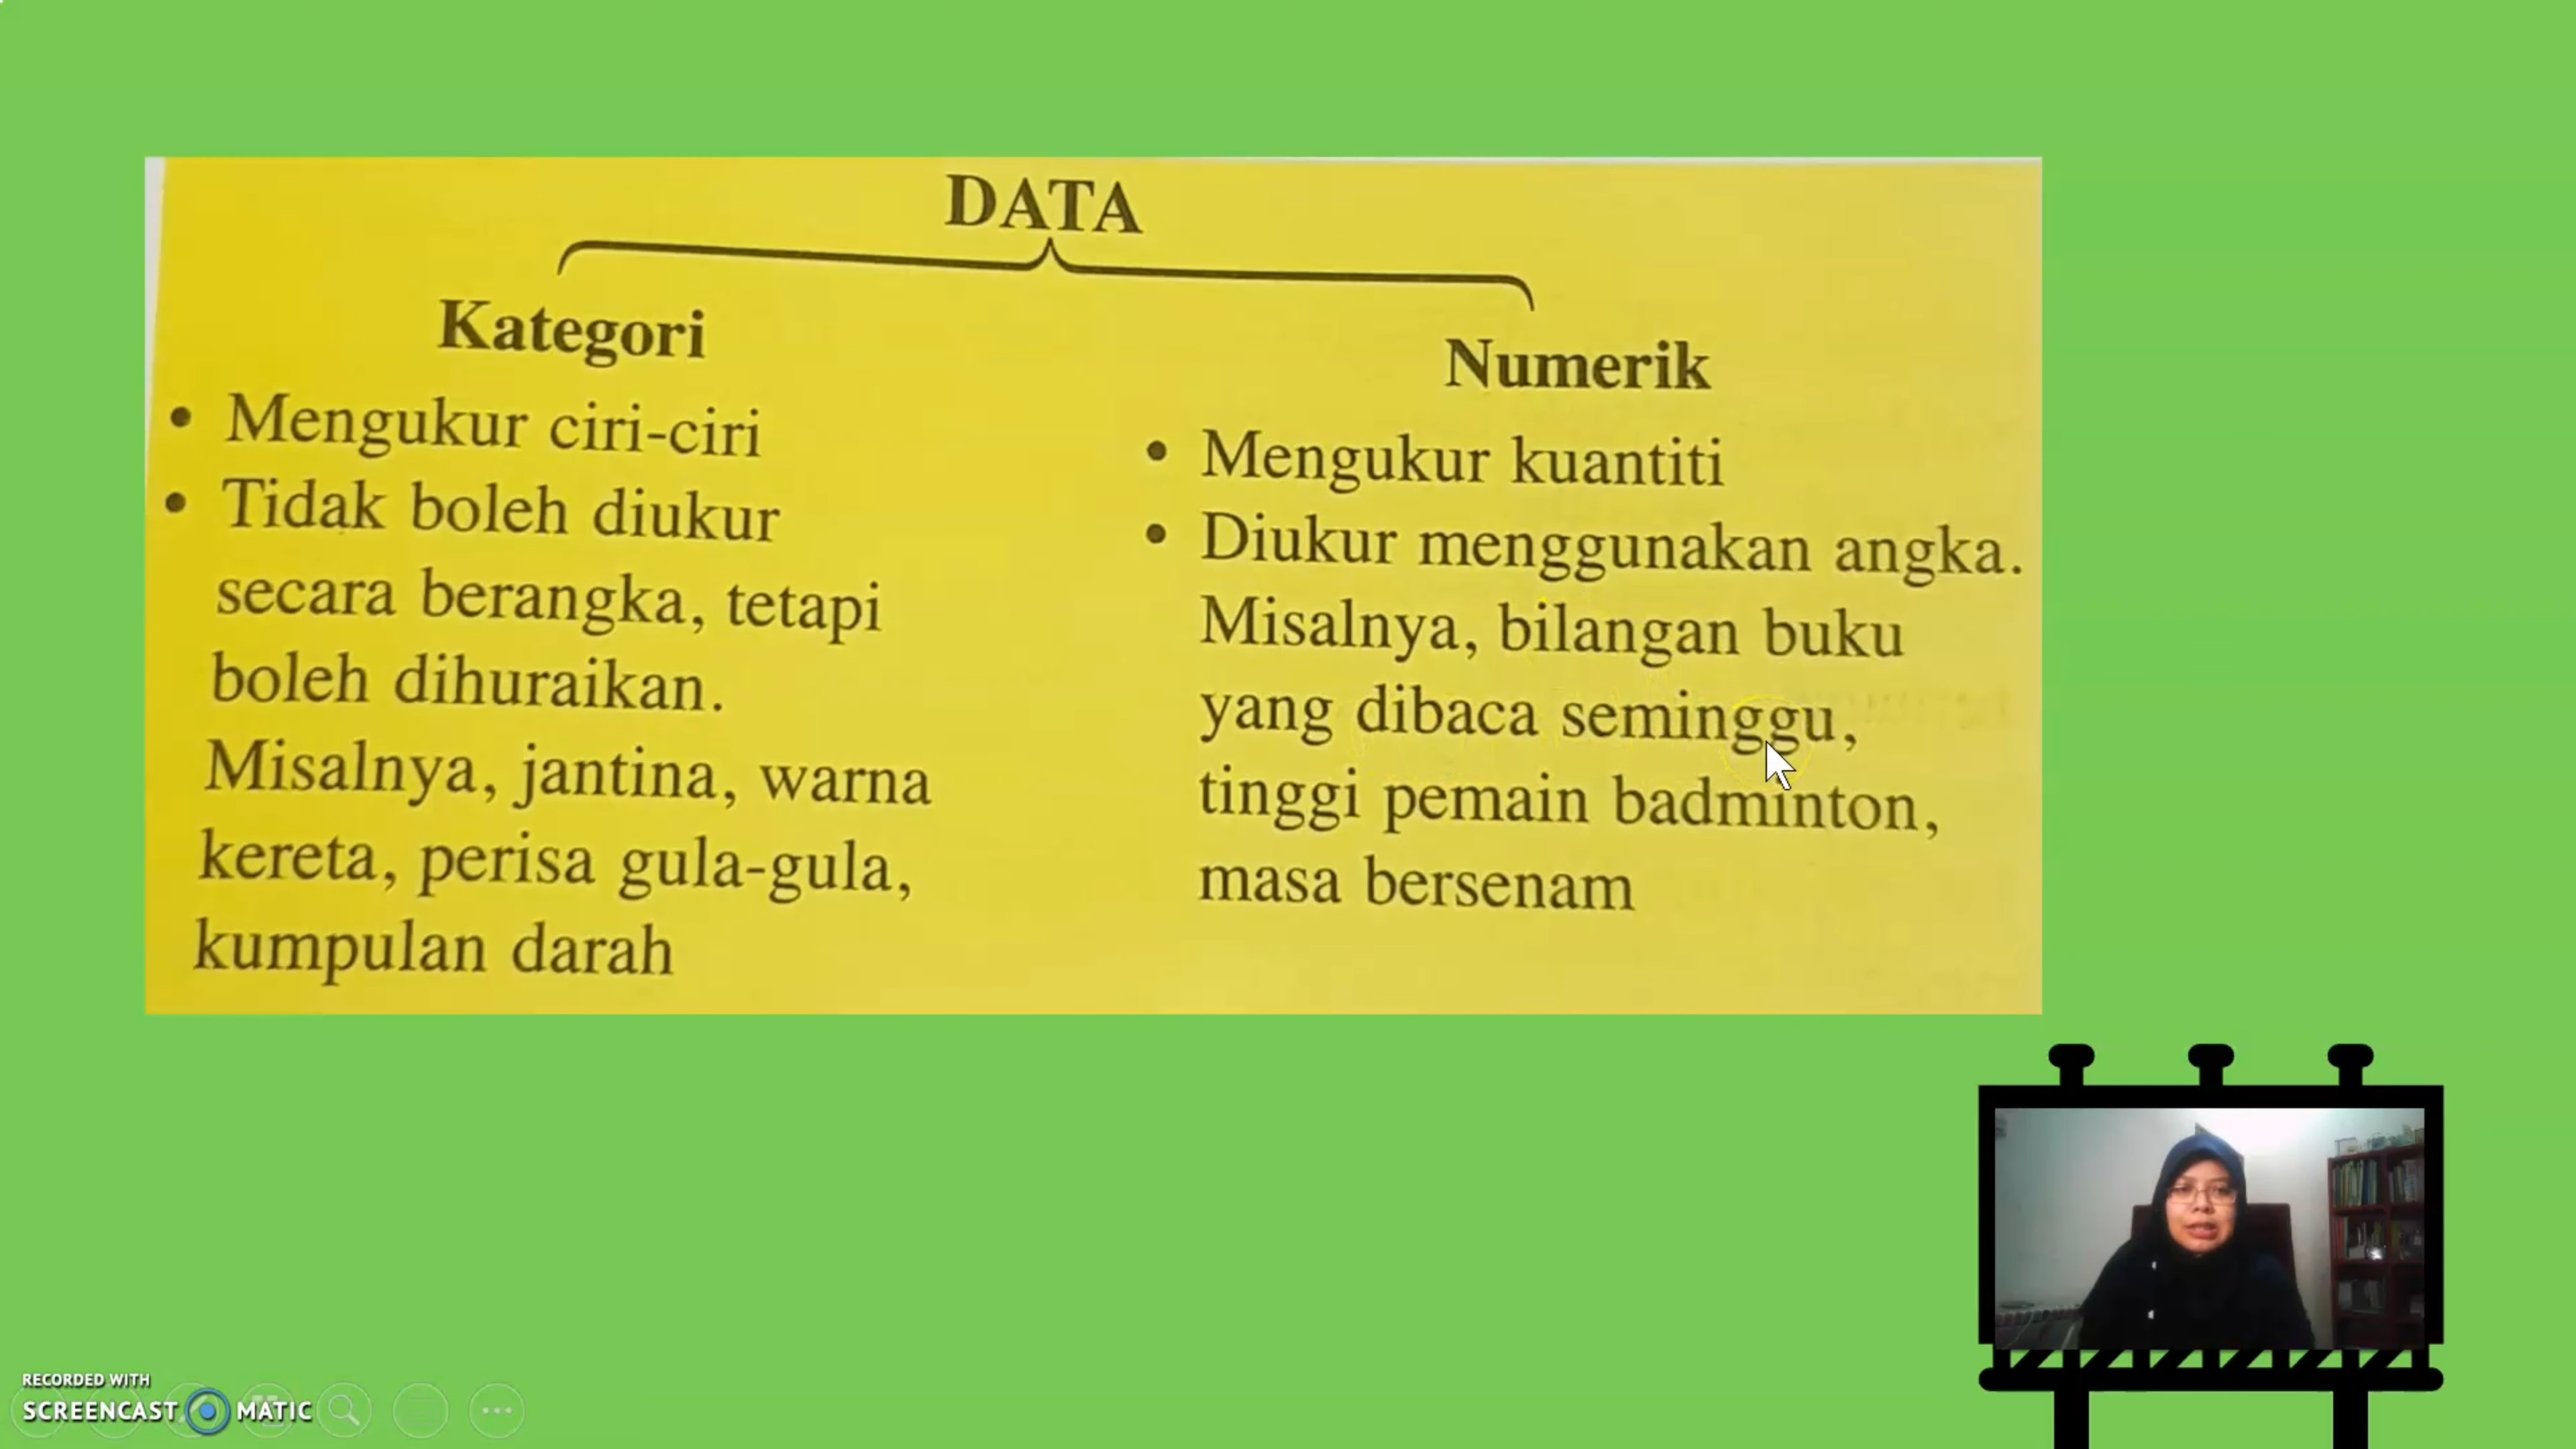 DATA
Kategori
• Mengukur ciri-ciri
• Tidak boleh diukur
secara berangka, tetapi
boleh dihuraikan.
Misalnya, jantina, warna
kereta, perisa gula-gula,
kumpulan darah
Numerik
• Mengukur kuantiti
• Diukur menggunakan angka.
Misalnya, bilangan buku
yang dibaca seminggu,
tinggi pemain badminton,
masa bersenam
RECORDED WITH
SCREENCAST MATIC